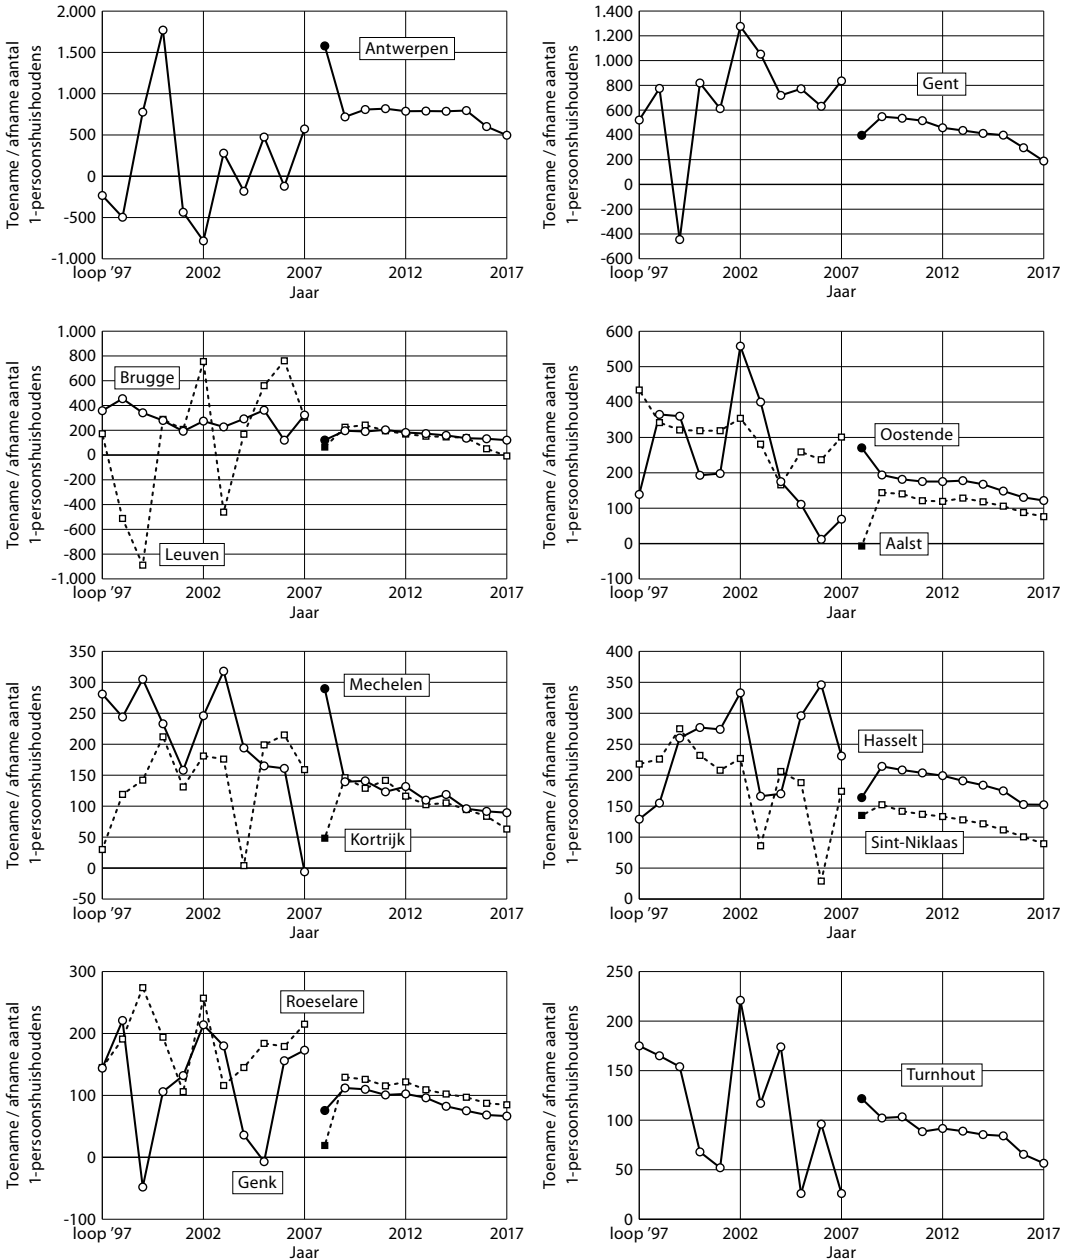 Toename / afname aantal
1-persoonshuishoudens
2.000
1.500
1.000
500
0
-500
-1.000
Antwerpen
loop '97
2002
2007
2012
2017
Jaar
Toename / afname aantal
1-persoonshuishoudens
1.400
1.200
1.000
800
600
400
200
0
-200
-400
-600
Gent
loop '97
2002
2007
2012
2017
Jaar
Toename / afname aantal
1-persoonshuishoudens
1.000
800
600
400
200
0
-200
-400
-600
-800
-1.000
Brugge
Leuven
loop '97
2002
2007
2012
2017
Jaar
Toename / afname aantal
1-persoonshuishoudens
600
500
400
300
200
100
0
-100
Oostende
Aalst
loop '97
2002
2007
2012
2017
Jaar
Toename / afname aantal
1-persoonshuishoudens
350
300
250
200
150
100
50
0
-50
Mechelen
Kortrijk
loop '97
2002
2007
2012
2017
Jaar
Toename / afname aantal
1-persoonshuishoudens
400
350
300
250
200
150
100
50
0
Hasselt
Sint-Niklaas
loop '97
2002
2007
2012
2017
Jaar
Toename / afname aantal
1-persoonshuishoudens
300
200
100
0
-100
Roeselare
Genk
loop '97
2002
2007
2012
2017
Jaar
Toename / afname aantal
1-persoonshuishoudens
250
200
150
100
50
0
Turnhout
loop '97
2002
2007
2012
2017
Jaar